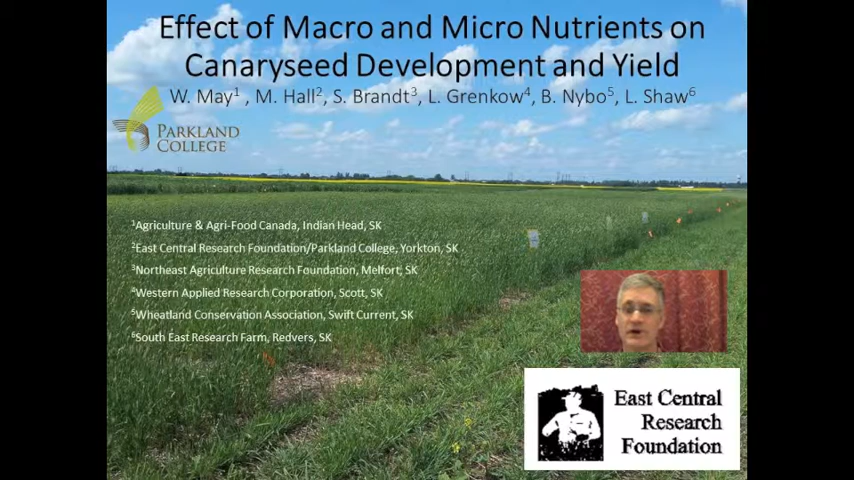 Effect of Macro and Micro Nutrients on
Canaryseed Development and Yield
W. May1 , M. Hall2, S. Brandt3, L. Grenkow4, B. Nybo5, L. Shaw6
PARKLAND
COLLEGE
1Agriculture & Agri-Food Canada, Indian Head, SK
2East Central Research Foundation/Parkland College, Yorkton, SK
3Northeast Agriculture Research Foundation, Melfort, SK
4Western Applied Research Corporation, Scott, SK
5Wheatland Conservation Association, Swift Current, SK
6South East Research Farm, Redvers, SK
East Central
Research
Foundation